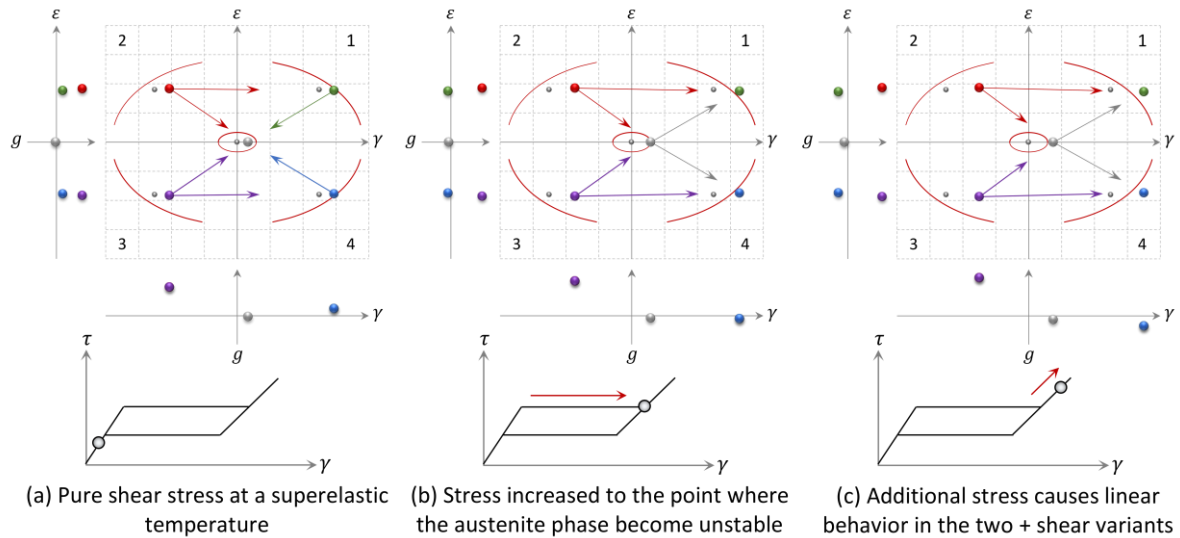 ε
2
1
g
γ
3
4
γ
g
τ
γ
(a) Pure shear stress at a superelastic
temperature
ε
2
1
g
γ
3
4
γ
g
τ
γ
(b) Stress increased to the point where
the austenite phase become unstable
ε
2
1
g
γ
3
4
γ
g
τ
γ
(c) Additional stress causes linear
behavior in the two + shear variants